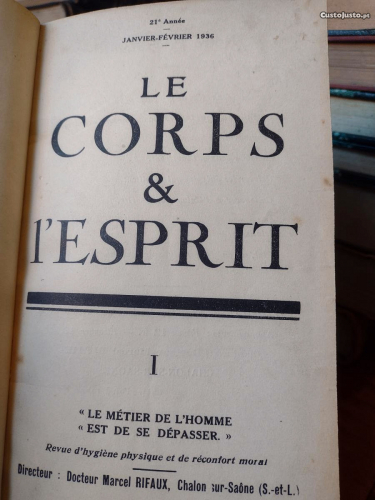 CustoJusto.pt
21e Année
JANVIER-FÉVRIER 1936
LE
CORPS
&
l'ESPRIT
I
“ LE MÉTIER DE L'HOMME
“ EST DE SE DÉPASSER. ”
Revue d'hygiène physique et de réconfort moral
Directeur : Docteur Marcel RIFAUX, Chalon-sur-Saône (S.-et-L.)